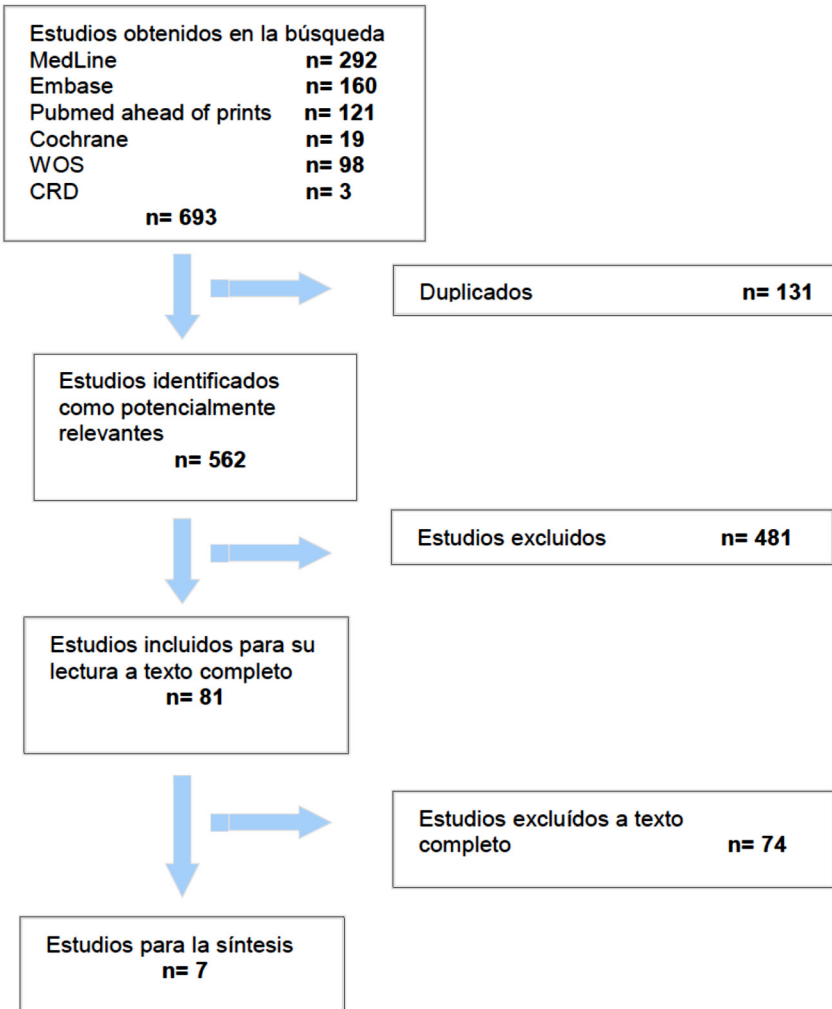 Estudios obtenidos en la búsqueda
MedLine n= 292
Embase n= 160
Pubmed ahead of prints n= 121
Cochrane n= 19
WOS n= 98
CRD n= 3
n= 693
Duplicados n= 131
Estudios identificados
como potencialmente
relevantes
n= 562
Estudios excluidos n= 481
Estudios incluidos para su
lectura a texto completo
n= 81
Estudios excluídos a texto
completo n= 74
Estudios para la síntesis
n= 7